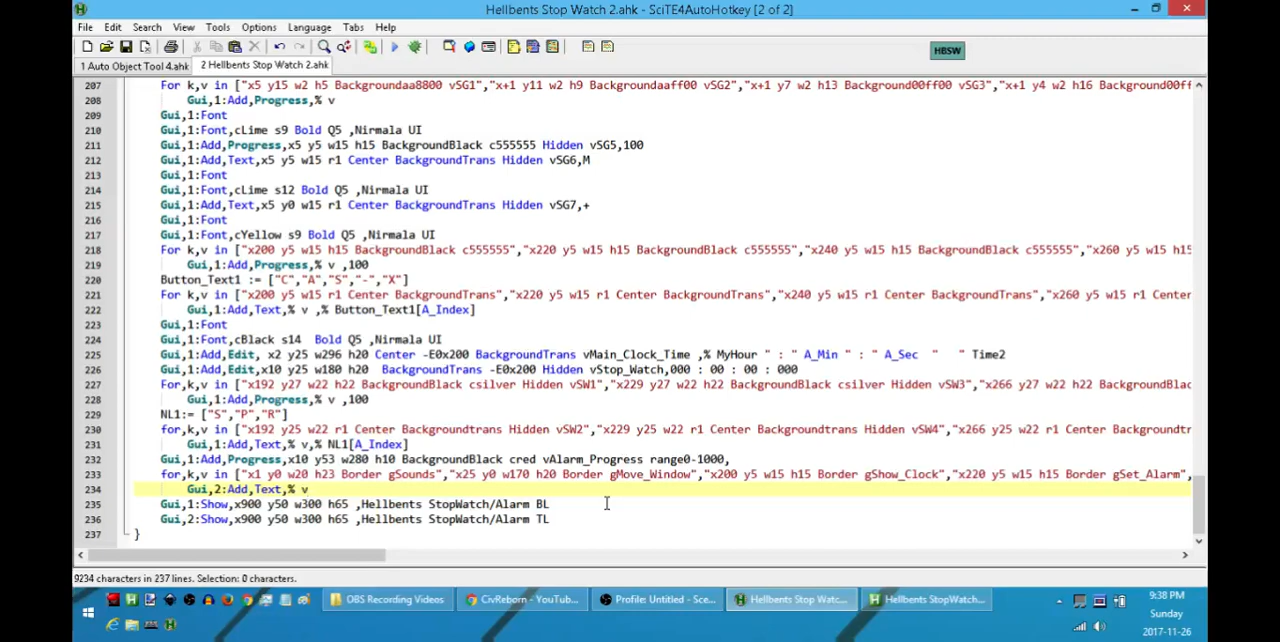 Hellbents Stop Watch 2.ahk - SciTE4AutoHotkey [2 of 2]
File Edit Search View Tools Options Language Tabs Help
HBSW
1 Auto Object Tool 4.ahk 2 Hellbents Stop Watch 2.ahk
207 For k,v in ["x5 y15 w2 h5 Backgroundaa8800 vSG1","x+1 y11 w2 h9 Backgroundaaff00 vSG2","x+1 y7 w2 h13 Background00ff00 vSG3","x+1 y4 w2 h16 Background00ff
208 Gui,1:Add,Progress,% v
209 Gui,1:Font
210 Gui,1:Font,cLime s9 Bold Q5 ,Nirmala UI
211 Gui,1:Add,Progress,x5 y5 w15 h15 BackgroundBlack c555555 Hidden vSG5,100
212 Gui,1:Add,Text,x5 y5 w15 r1 Center BackgroundTrans Hidden vSG6,M
213 Gui,1:Font
214 Gui,1:Font,cLime s12 Bold Q5 ,Nirmala UI
215 Gui,1:Add,Text,x5 y0 w15 r1 Center BackgroundTrans Hidden vSG7,+
216 Gui,1:Font
217 Gui,1:Font,cYellow s9 Bold Q5 ,Nirmala UI
218 For k,v in ["x200 y5 w15 h15 BackgroundBlack c555555","x220 y5 w15 h15 BackgroundBlack c555555","x240 y5 w15 h15 BackgroundBlack c555555","x260 y5 w15 h15
219 Gui,1:Add,Progress,% v ,100
220 Button_Text1 := ["C","A","S","-","X"]
221 For k,v in ["x200 y5 w15 r1 Center BackgroundTrans","x220 y5 w15 r1 Center BackgroundTrans","x240 y5 w15 r1 Center BackgroundTrans","x260 y5 w15 r1 Center
222 Gui,1:Add,Text,% v ,% Button_Text1[A_Index]
223 Gui,1:Font
224 Gui,1:Font,cBlack s14 Bold Q5 ,Nirmala UI
225 Gui,1:Add,Edit, x2 y25 w296 h20 Center -E0x200 BackgroundTrans vMain_Clock_Time ,% MyHour " : " A_Min " : " A_Sec " " Time2
226 Gui,1:Add,Edit,x10 y25 w180 h20 BackgroundTrans -E0x200 Hidden vStop_Watch,000 : 00 : 00 : 000
227 For,k,v in ["x192 y27 w22 h22 BackgroundBlack csilver Hidden vSW1","x229 y27 w22 h22 BackgroundBlack csilver Hidden vSW3","x266 y27 w22 h22 BackgroundBlac
228 Gui,1:Add,Progress,% v ,100
229 NL1:= ["S","P","R"]
230 for,k,v in ["x192 y25 w22 r1 Center Backgroundtrans Hidden vSW2","x229 y25 w22 r1 Center Backgroundtrans Hidden vSW4","x266 y25 w22 r1 Center Backgroundtr
231 Gui,1:Add,Text,% v,% NL1[A_Index]
232 Gui,1:Add,Progress,x10 y53 w280 h10 BackgroundBlack cred vAlarm_Progress range0-1000,
233 for,k,v in ["x1 y0 w20 h23 Border gSounds","x25 y0 w170 h20 Border gMove_Window","x200 y5 w15 h15 Border gShow_Clock","x220 y5 w15 h15 Border gSet_Alarm",
234 Gui,2:Add,Text,% v
235 Gui,1:Show,x900 y50 w300 h65 ,Hellbents StopWatch/Alarm BL
236 Gui,2:Show,x900 y50 w300 h65 ,Hellbents StopWatch/Alarm TL
237 }
9234 characters in 237 lines. Selection: 0 characters.
OBS Recording Videos CivReborn - YouTub... Profile: Untitled - Sce... Hellbents Stop Watc... Hellbents StopWatch...
9:38 PM
Sunday
2017-11-26